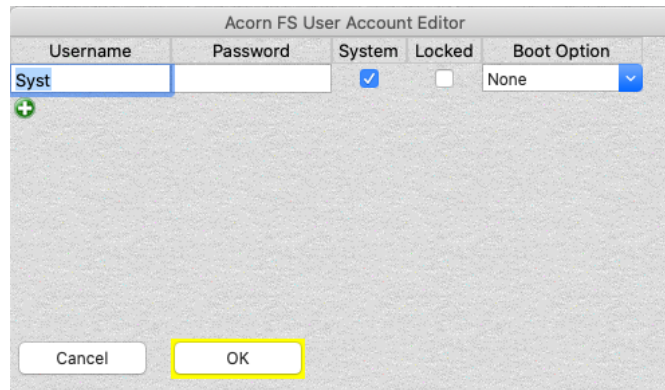 Acorn FS User Account Editor
Username Password System Locked Boot Option
Syst None
Cancel OK